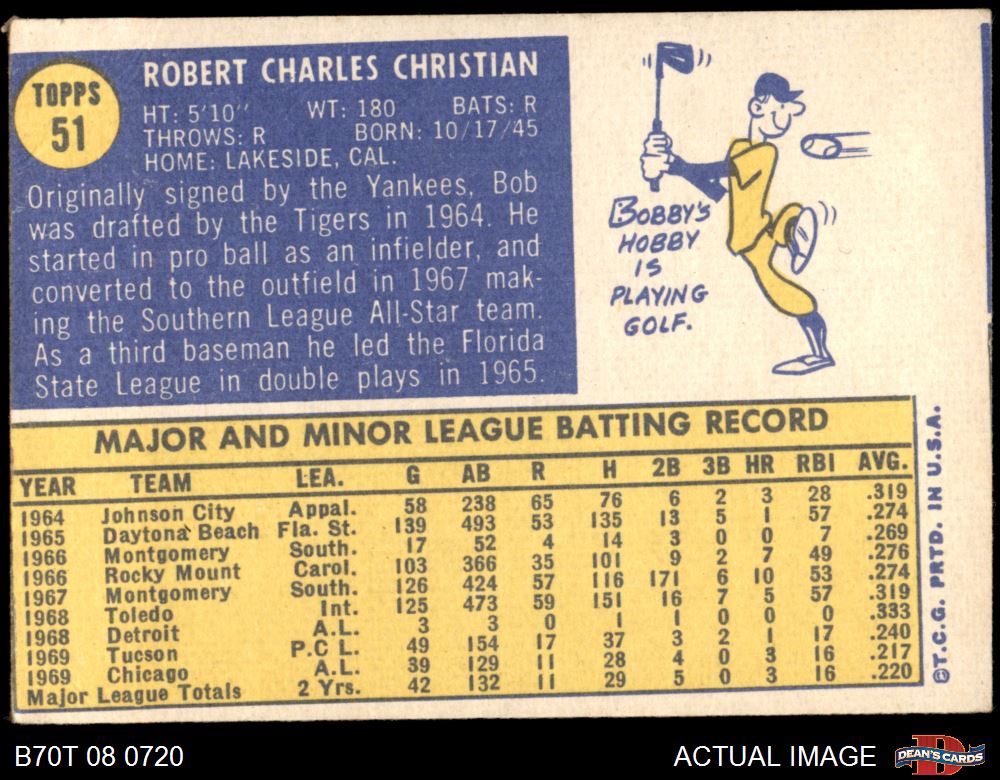 TOPPS
51
ROBERT CHARLES CHRISTIAN
HT: 5'10" WT: 180 BATS: R
THROWS: R BORN: 10/17/45
HOME: LAKESIDE, CAL.
Originally signed by the Yankees, Bob
was drafted by the Tigers in 1964. He
started in pro ball as an infielder, and
converted to the outfield in 1967 mak-
ing the Southern League All-Star team.
As a third baseman he led the Florida
State League in double plays in 1965.
BOBBY'S
HOBBY
IS
PLAYING
GOLF.
MAJOR AND MINOR LEAGUE BATTING RECORD
YEAR TEAM LEA. G AB R H 2B 3B HR RBI AVG.
1964 Johnson City Appal. 58 238 65 76 6 2 3 28 .319
1965 Daytona Beach Fla. St. 139 493 53 135 13 5 1 57 .274
1966 Montgomery South. 17 52 4 14 3 0 0 7 .269
1966 Rocky Mount Carol. 103 366 35 101 9 2 7 49 .276
1967 Montgomery South. 126 424 57 116 171 6 10 53 .274
1968 Toledo Int. 125 473 59 151 16 7 5 57 .319
1968 Detroit A.L. 3 3 0 1 1 0 0 0 .333
1969 Tucson P.C L. 49 154 17 37 3 2 1 17 .240
1969 Chicago A.L. 39 129 11 28 4 0 3 16 .217
Major League Totals 2 Yrs. 42 132 11 29 5 0 3 16 .220
©T.C.G. PRTD. IN U.S.A.
B70T 08 0720
ACTUAL IMAGE
DEAN'S CARDS